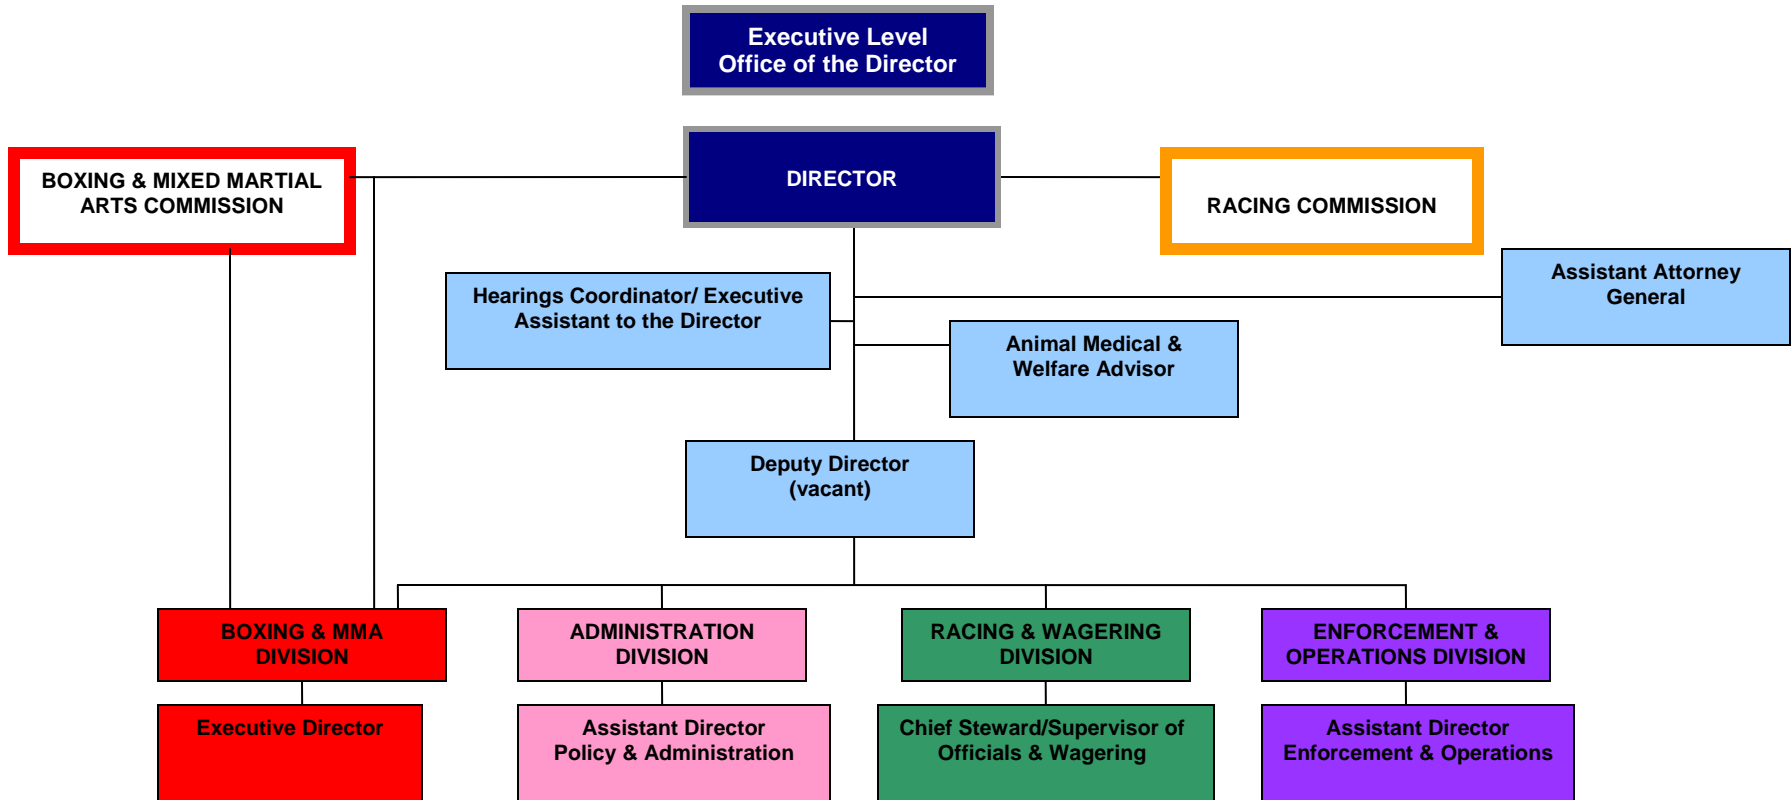 Executive Level
Office of the Director
BOXING & MIXED MARTIAL
ARTS COMMISSION
DIRECTOR
RACING COMMISSION
Hearings Coordinator/ Executive
Assistant to the Director
Assistant Attorney
General
Animal Medical &
Welfare Advisor
Deputy Director
(vacant)
BOXING & MMA
DIVISION
ADMINISTRATION
DIVISION
RACING & WAGERING
DIVISION
ENFORCEMENT &
OPERATIONS DIVISION
Executive Director
Assistant Director
Policy & Administration
Chief Steward/Supervisor of
Officials & Wagering
Assistant Director
Enforcement & Operations